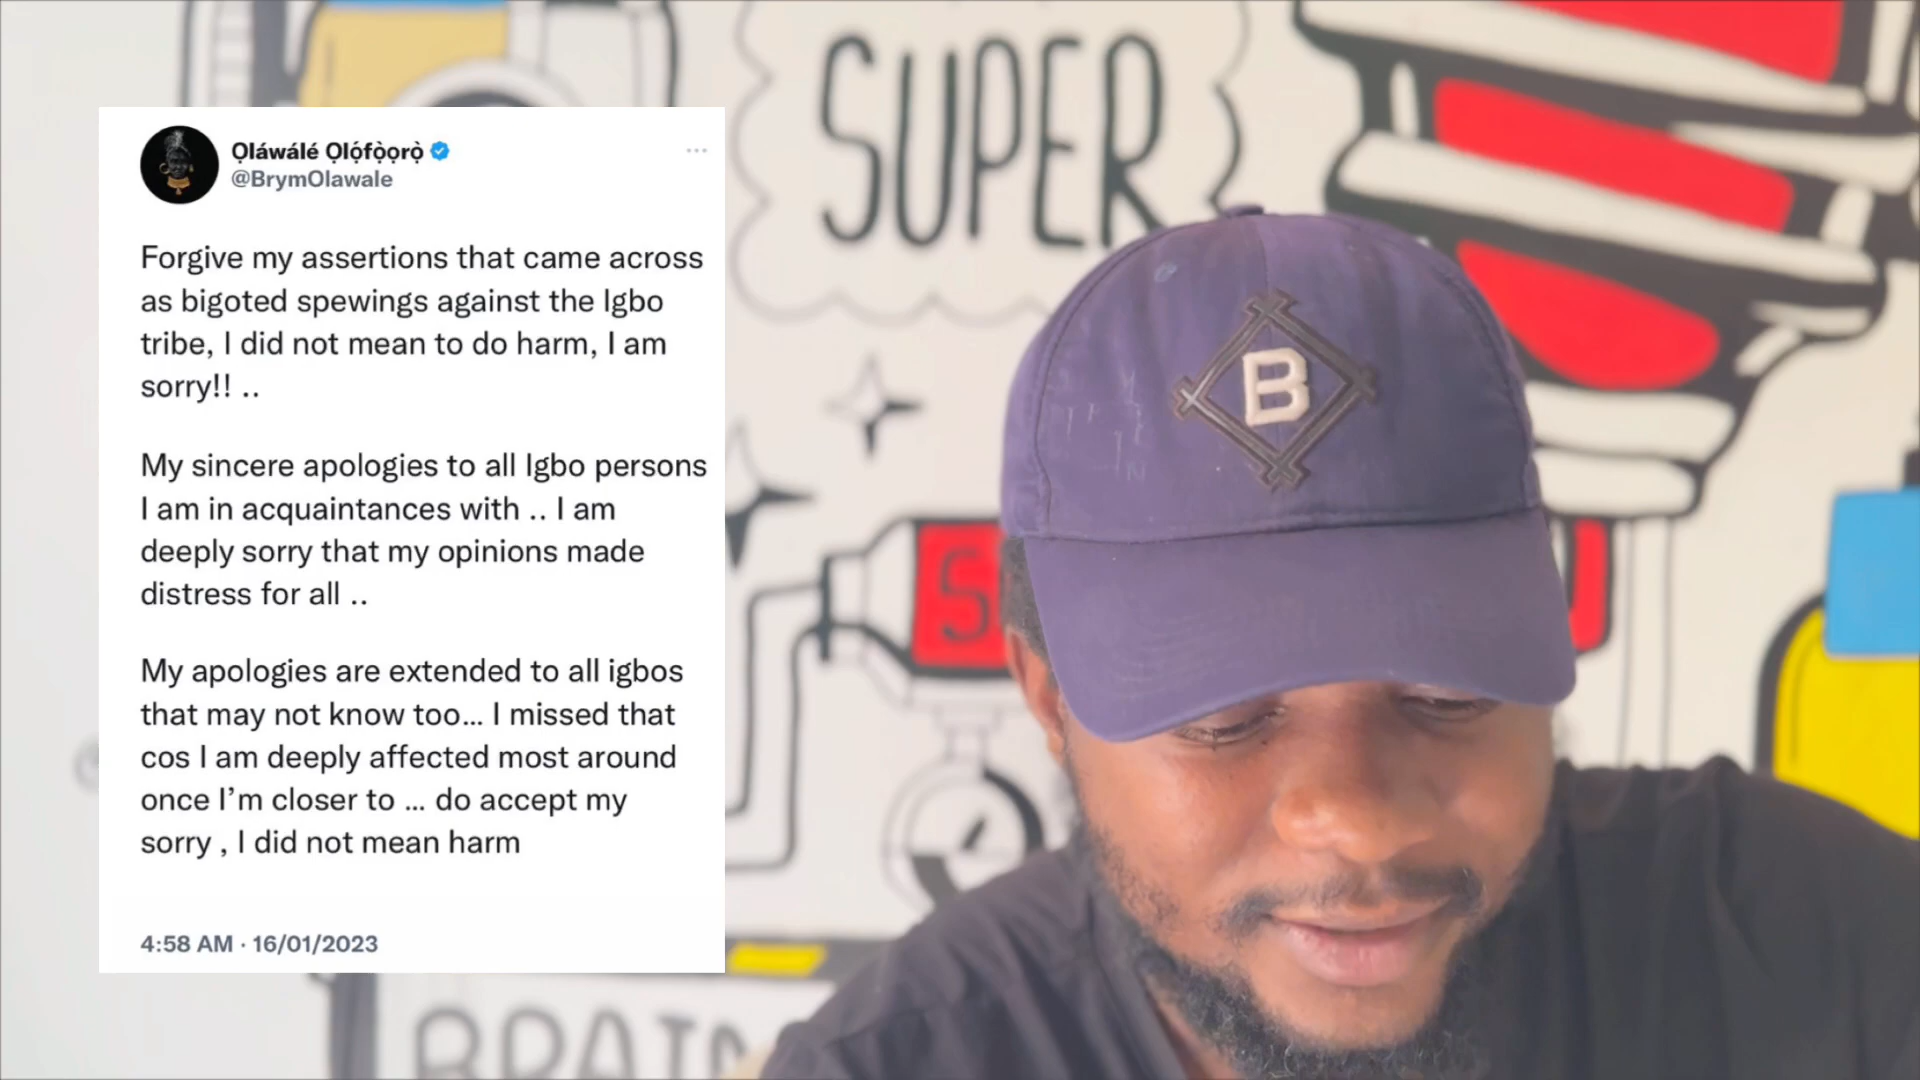 SUPER
Ọláwálé Ọlọ́fọ̀ọrọ̀
@BrymOlawale
Forgive my assertions that came across
as bigoted spewings against the Igbo
tribe, I did not mean to do harm, I am
sorry!! ..
My sincere apologies to all Igbo persons
I am in acquaintances with .. I am
deeply sorry that my opinions made
distress for all ..
My apologies are extended to all igbos
that may not know too... I missed that
cos I am deeply affected most around
once I'm closer to ... do accept my
sorry , I did not mean harm
4:58 AM · 16/01/2023
B